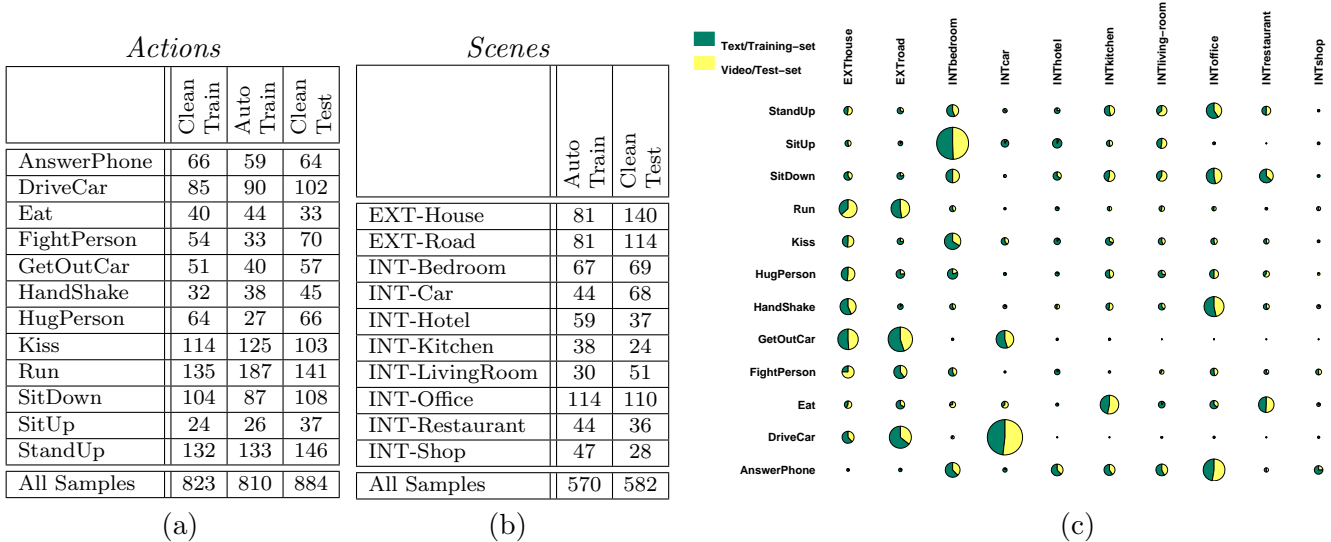 Actions
Clean Train Auto Train Clean Test
AnswerPhone 66 59 64
DriveCar 85 90 102
Eat 40 44 33
FightPerson 54 33 70
GetOutCar 51 40 57
HandShake 32 38 45
HugPerson 64 27 66
Kiss 114 125 103
Run 135 187 141
SitDown 104 87 108
SitUp 24 26 37
StandUp 132 133 146
All Samples 823 810 884
(a)
Scenes
Auto Train Clean Test
EXT-House 81 140
EXT-Road 81 114
INT-Bedroom 67 69
INT-Car 44 68
INT-Hotel 59 37
INT-Kitchen 38 24
INT-LivingRoom 30 51
INT-Office 114 110
INT-Restaurant 44 36
INT-Shop 47 28
All Samples 570 582
(b)
Text/Training-set
Video/Test-set
EXThouse
EXTroad
INTbedroom
INTcar
INThotel
INTkitchen
INTliving-room
INToffice
INTrestaurant
INTshop
StandUp
SitUp
SitDown
Run
Kiss
HugPerson
HandShake
GetOutCar
FightPerson
Eat
DriveCar
AnswerPhone
(c)